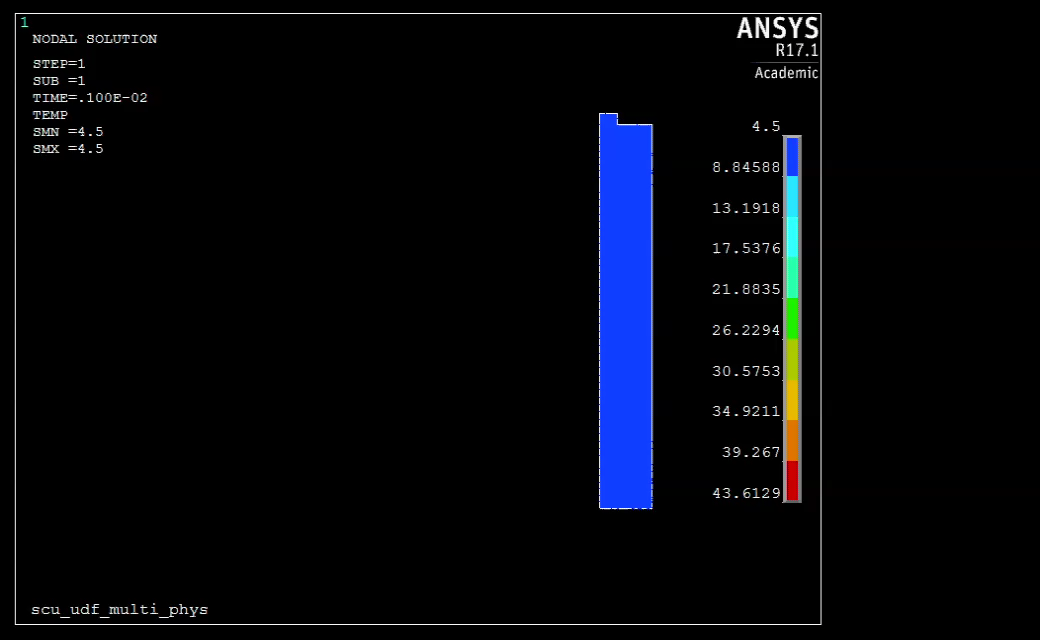 1
NODAL SOLUTION
STEP=1
SUB =1
TIME=.100E-02
TEMP
SMN =4.5
SMX =4.5
ANSYS
R17.1
Academic
4.5
8.84588
13.1918
17.5376
21.8835
26.2294
30.5753
34.9211
39.267
43.6129
scu_udf_multi_phys